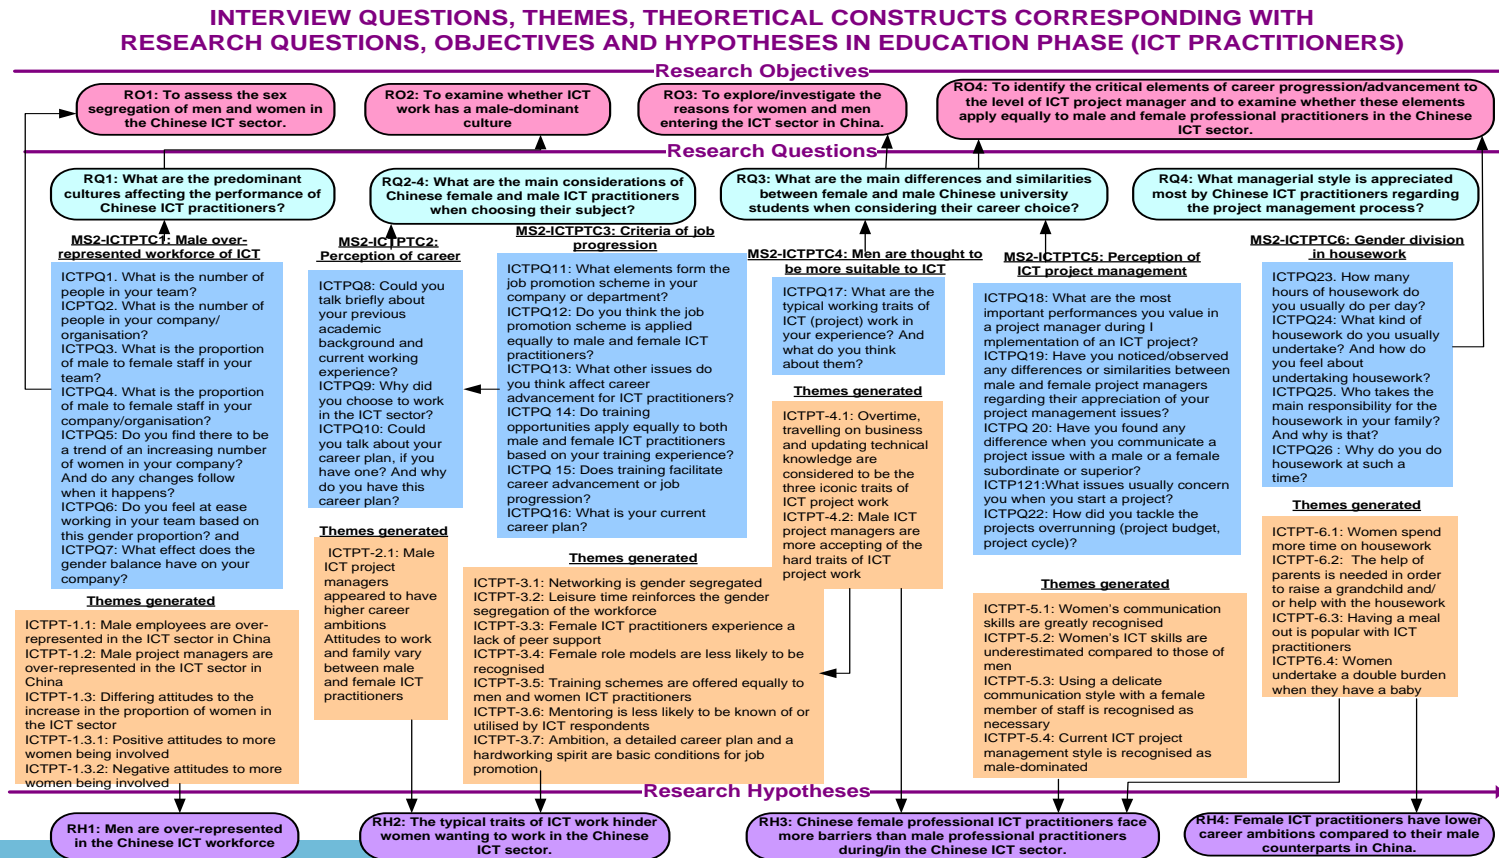 INTERVIEW QUESTIONS, THEMES, THEORETICAL CONSTRUCTS CORRESPONDING WITH
RESEARCH QUESTIONS, OBJECTIVES AND HYPOTHESES IN EDUCATION PHASE (ICT PRACTITIONERS)
Research Objectives
RO1: To assess the sex
segregation of men and women in
the Chinese ICT sector.
RO2: To examine whether ICT
work has a male-dominant
culture
RO3: To explore/investigate the
reasons for women and men
entering the ICT sector in China.
RO4: To identify the critical elements of career progression/advancement to
the level of ICT project manager and to examine whether these elements
apply equally to male and female professional practitioners in the Chinese
ICT sector.
Research Questions
RQ1: What are the predominant
cultures affecting the performance of
Chinese ICT practitioners?
RQ2-4: What are the main considerations of
Chinese female and male ICT practitioners
when choosing their subject?
RQ3: What are the main differences and similarities
between female and male Chinese university
students when considering their career choice?
RQ4: What managerial style is appreciated
most by Chinese ICT practitioners regarding
the project management process?
MS2-ICTPTC1: Male over-
represented workforce of ICT
ICTPQ1. What is the number of
people in your team?
ICPTQ2. What is the number of
people in your company/
organisation?
ICTPQ3. What is the proportion
of male to female staff in your
team?
ICTPQ4. What is the proportion
of male to female staff in your
company/organisation?
ICTPQ5: Do you find there to be
a trend of an increasing number
of women in your company?
And do any changes follow
when it happens?
ICTPQ6: Do you feel at ease
working in your team based on
this gender proportion? and
ICTPQ7: What effect does the
gender balance have on your
company?
Themes generated
ICTPT-1.1: Male employees are over-
represented in the ICT sector in China
ICTPT-1.2: Male project managers are
over-represented in the ICT sector in
China
ICTPT-1.3: Differing attitudes to the
increase in the proportion of women in
the ICT sector
ICTPT-1.3.1: Positive attitudes to more
women being involved
ICTPT-1.3.2: Negative attitudes to more
women being involved
MS2-ICTPTC2:
Perception of career
ICTPQ8: Could you
talk briefly about
your previous
academic
background and
current working
experience?
ICTPQ9: Why did
you choose to work
in the ICT sector?
ICTPQ10: Could
you talk about your
career plan, if you
have one? And why
do you have this
career plan?
Themes generated
ICTPT-2.1: Male
ICT project
managers
appeared to have
higher career
ambitions
Attitudes to work
and family vary
between male
and female ICT
practitioners
MS2-ICTPTC3: Criteria of job
progression
ICTPQ11: What elements form the
job promotion scheme in your
company or department?
ICTPQ12: Do you think the job
promotion scheme is applied
equally to male and female ICT
practitioners?
ICTPQ13: What other issues do
you think affect career
advancement for ICT practitioners?
ICTPQ 14: Do training
opportunities apply equally to both
male and female ICT practitioners
based on your training experience?
ICTPQ 15: Does training facilitate
career advancement or job
progression?
ICTPQ16: What is your current
career plan?
Themes generated
ICTPT-3.1: Networking is gender segregated
ICTPT-3.2: Leisure time reinforces the gender
segregation of the workforce
ICTPT-3.3: Female ICT practitioners experience a
lack of peer support
ICTPT-3.4: Female role models are less likely to be
recognised
ICTPT-3.5: Training schemes are offered equally to
men and women ICT practitioners
ICTPT-3.6: Mentoring is less likely to be known of or
utilised by ICT respondents
ICTPT-3.7: Ambition, a detailed career plan and a
hardworking spirit are basic conditions for job
promotion
MS2-ICTPTC4: Men are thought to
be more suitable to ICT
ICTPQ17: What are the
typical working traits of
ICT (project) work in
your experience? And
what do you think
about them?
Themes generated
ICTPT-4.1: Overtime,
travelling on business
and updating technical
knowledge are
considered to be the
three iconic traits of
ICT project work
ICTPT-4.2: Male ICT
project managers are
more accepting of the
hard traits of ICT
project work
MS2-ICTPTC5: Perception of
ICT project management
ICTPQ18: What are the most
important performances you value in
a project manager during I
mplementation of an ICT project?
ICTPQ19: Have you noticed/observed
any differences or similarities between
male and female project managers
regarding their appreciation of your
project management issues?
ICTPQ 20: Have you found any
difference when you communicate a
project issue with a male or a female
subordinate or superior?
ICTP121:What issues usually concern
you when you start a project?
ICTPQ22: How did you tackle the
projects overrunning (project budget,
project cycle)?
Themes generated
ICTPT-5.1: Women's communication
skills are greatly recognised
ICTPT-5.2: Women's ICT skills are
underestimated compared to those of
men
ICTPT-5.3: Using a delicate
communication style with a female
member of staff is recognised as
necessary
ICTPT-5.4: Current ICT project
management style is recognised as
male-dominated
MS2-ICTPTC6: Gender division
in housework
ICTPQ23. How many
hours of housework do
you usually do per day?
ICTPQ24: What kind of
housework do you usually
undertake? And how do
you feel about
undertaking housework?
ICTPQ25. Who takes the
main responsibility for the
housework in your family?
And why is that?
ICTPQ26 : Why do you do
housework at such a
time?
Themes generated
ICTPT-6.1: Women spend
more time on housework
ICTPT-6.2: The help of
parents is needed in order
to raise a grandchild and/
or help with the housework
ICTPT-6.3: Having a meal
out is popular with ICT
practitioners
ICTPT6.4: Women
undertake a double burden
when they have a baby
Research Hypotheses
RH1: Men are over-represented
in the Chinese ICT workforce
RH2: The typical traits of ICT work hinder
women wanting to work in the Chinese
ICT sector.
RH3: Chinese female professional ICT practitioners face
more barriers than male professional practitioners
during/in the Chinese ICT sector.
RH4: Female ICT practitioners have lower
career ambitions compared to their male
counterparts in China.